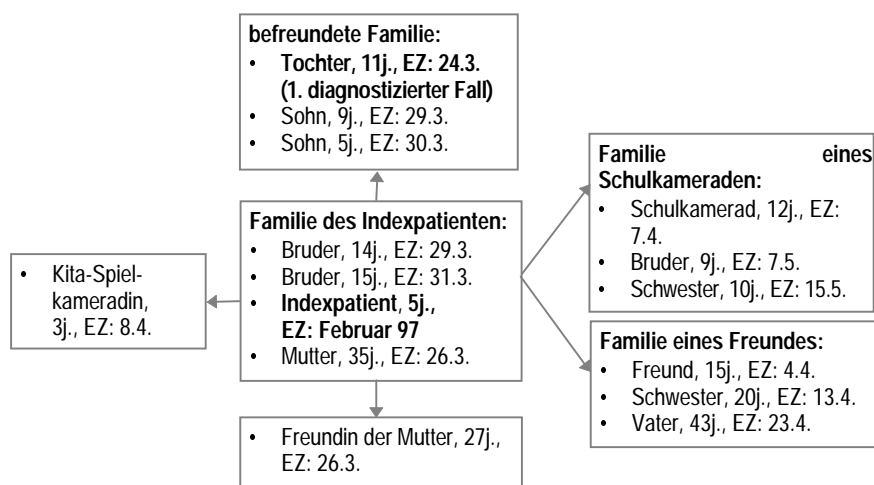 befreundete Familie:
• Tochter, 11j., EZ: 24.3.
(1. diagnostizierter Fall)
• Sohn, 9j., EZ: 29.3.
• Sohn, 5j., EZ: 30.3.
Familie eines
Schulkameraden:
• Schulkamerad, 12j., EZ:
7.4.
• Bruder, 9j., EZ: 7.5.
• Schwester, 10j., EZ: 15.5.
Familie des Indexpatienten:
• Bruder, 14j., EZ: 29.3.
• Bruder, 15j., EZ: 31.3.
• Indexpatient, 5j.,
EZ: Februar 97
• Mutter, 35j., EZ: 26.3.
• Kita-Spiel-
kameradin,
3j., EZ: 8.4.
Familie eines Freundes:
• Freund, 15j., EZ: 4.4.
• Schwester, 20j., EZ: 13.4.
• Vater, 43j., EZ: 23.4.
• Freundin der Mutter, 27j.,
EZ: 26.3.